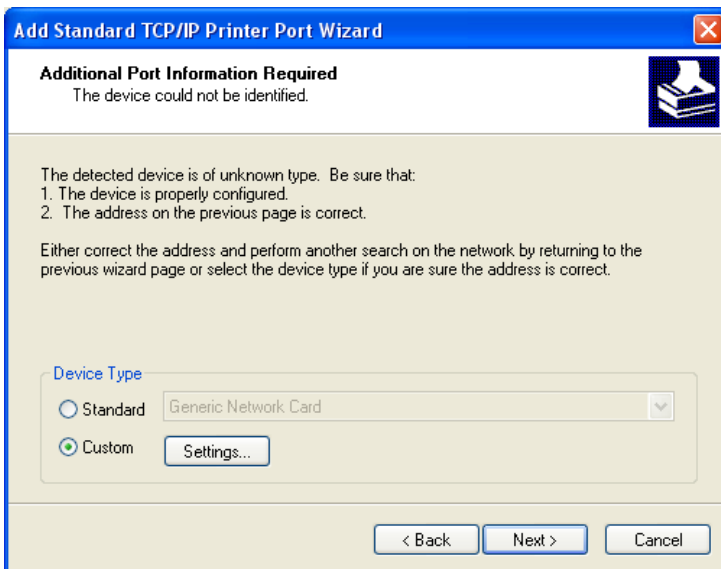 Add Standard TCP/IP Printer Port Wizard
Additional Port Information Required
The device could not be identified.
The detected device is of unknown type. Be sure that:
1. The device is properly configured.
2. The address on the previous page is correct.
Either correct the address and perform another search on the network by returning to the
previous wizard page or select the device type if you are sure the address is correct.
Device Type
Standard Generic Network Card
Custom Settings...
< Back Next > Cancel